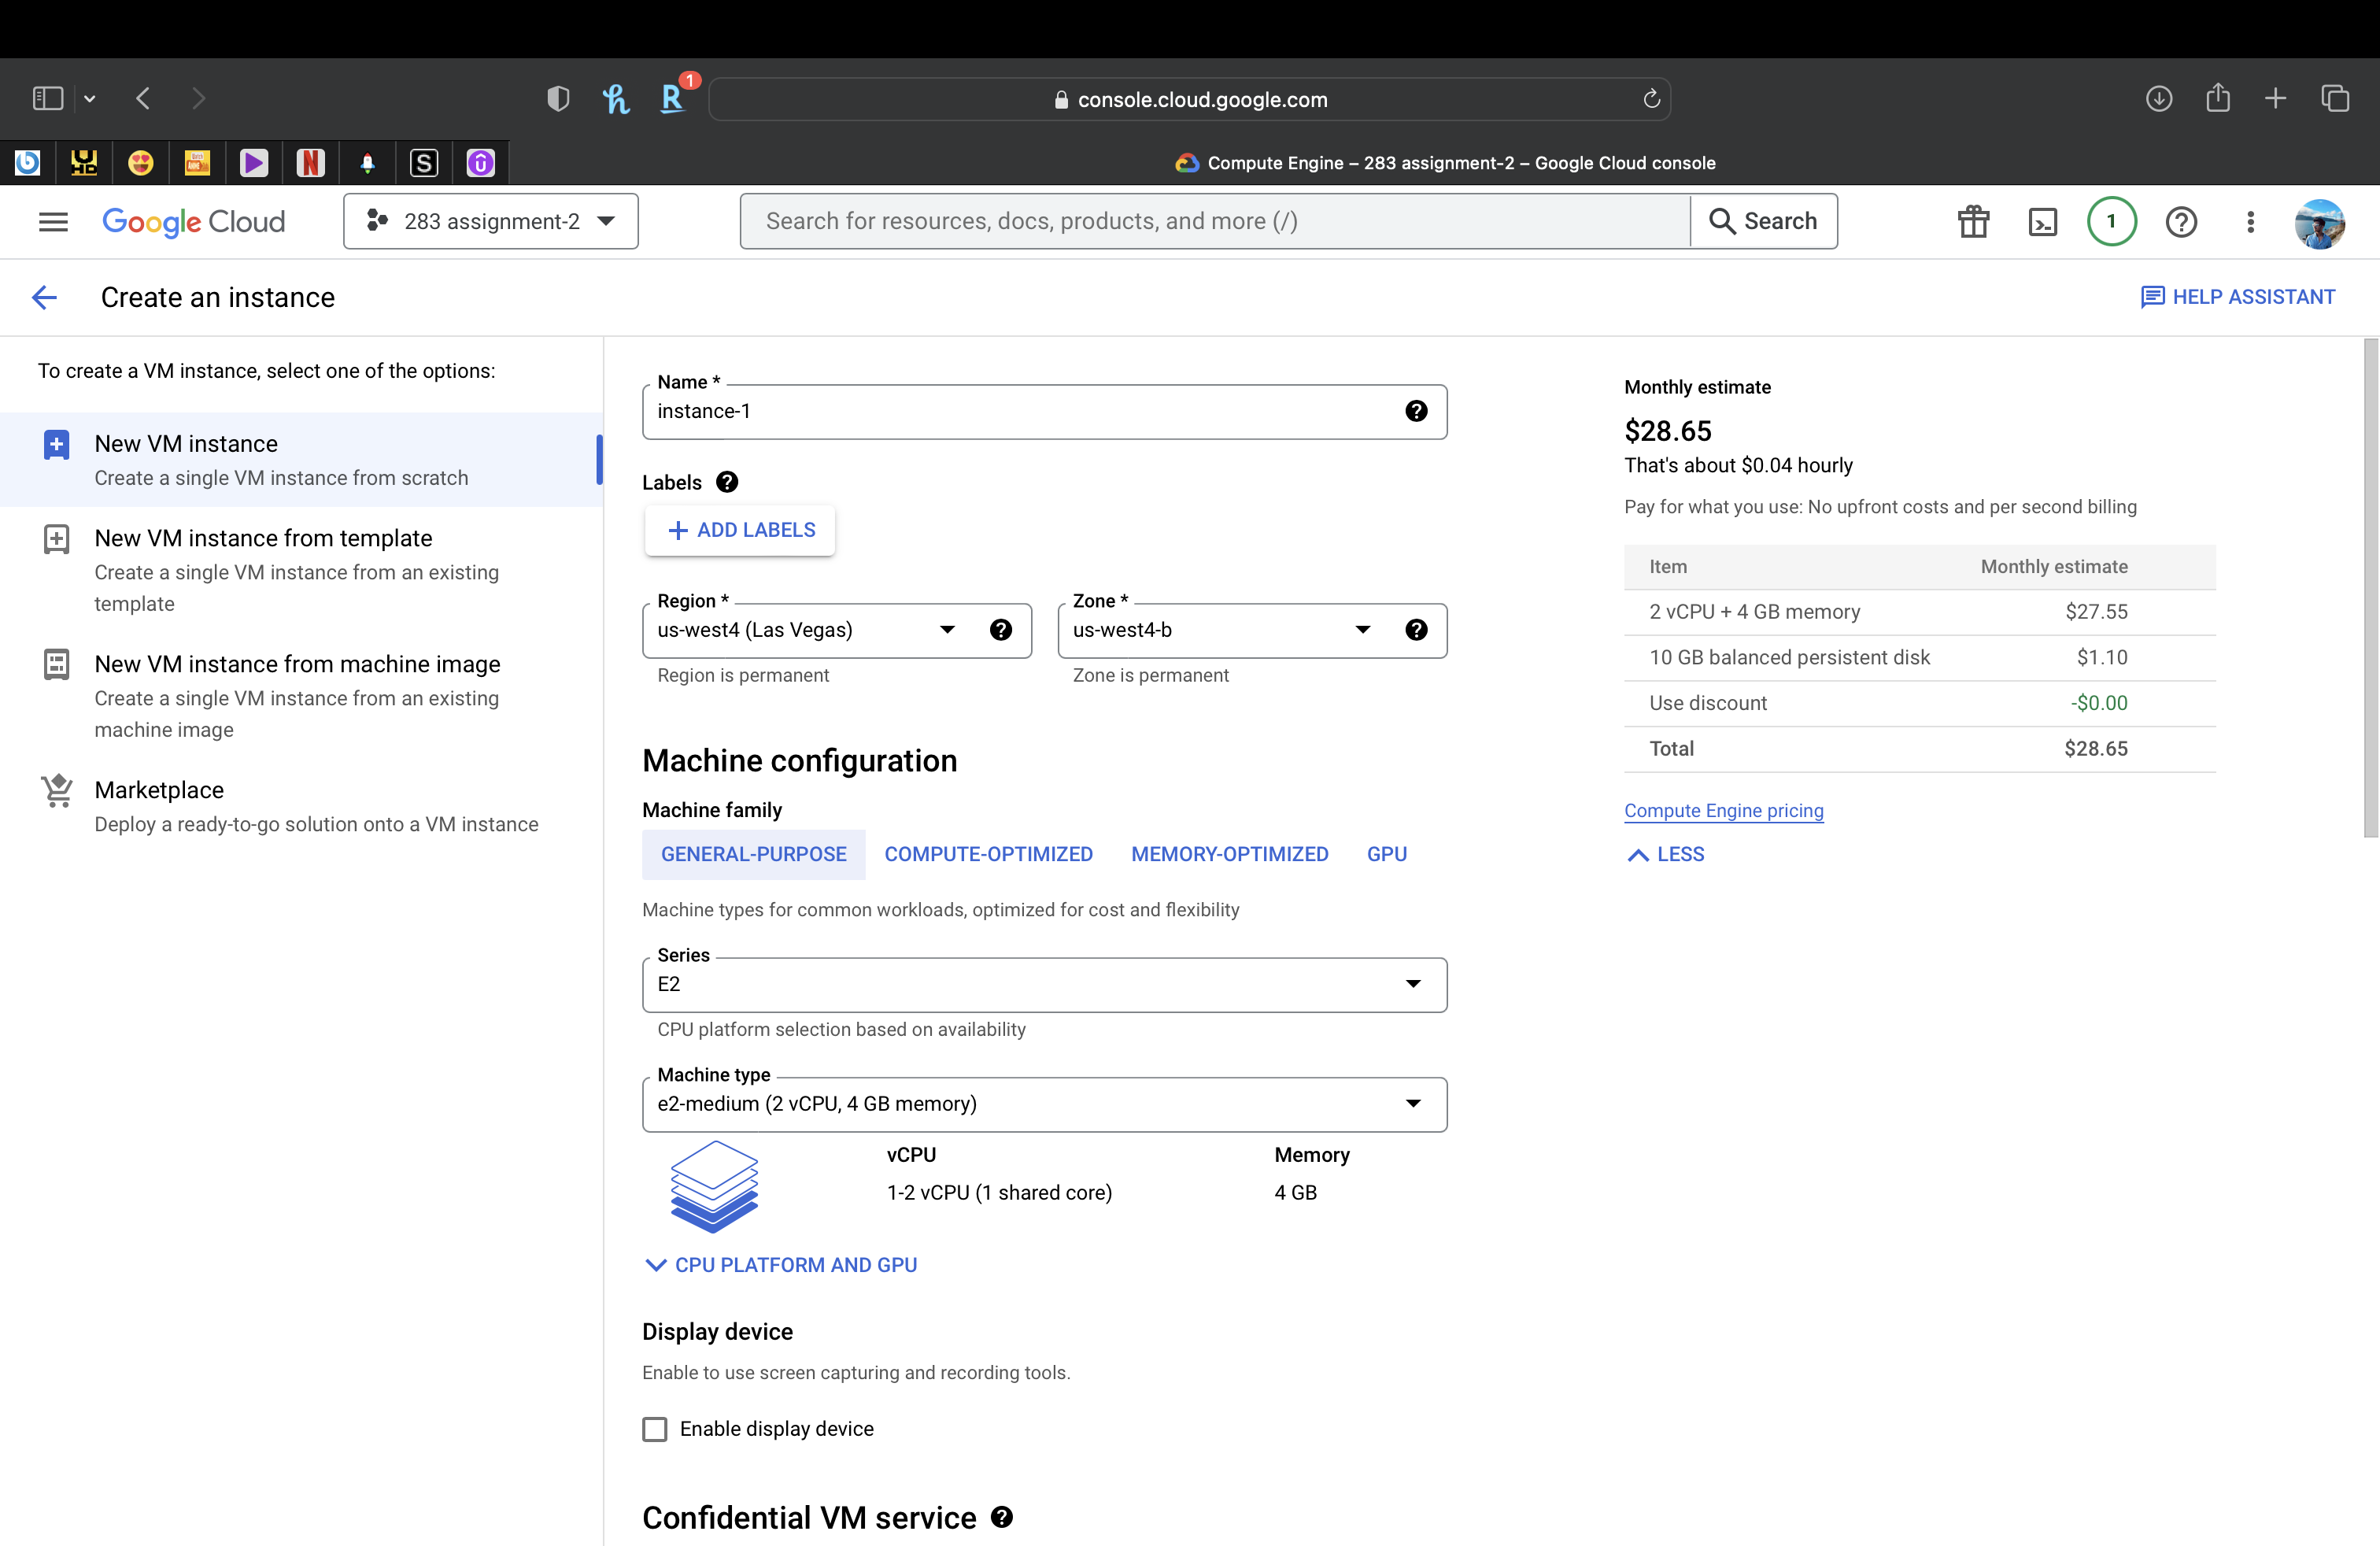 1
console.cloud.google.com
Compute Engine – 283 assignment-2 – Google Cloud console
Google Cloud
283 assignment-2
Search for resources, docs, products, and more (/)
Search
1
Create an instance
HELP ASSISTANT
To create a VM instance, select one of the options:
New VM instance
Create a single VM instance from scratch
New VM instance from template
Create a single VM instance from an existing
template
New VM instance from machine image
Create a single VM instance from an existing
machine image
Marketplace
Deploy a ready-to-go solution onto a VM instance
Name *
instance-1
Labels
ADD LABELS
Region *
us-west4 (Las Vegas)
Region is permanent
Zone *
us-west4-b
Zone is permanent
Machine configuration
Machine family
GENERAL-PURPOSE
COMPUTE-OPTIMIZED
MEMORY-OPTIMIZED
GPU
Machine types for common workloads, optimized for cost and flexibility
Series
E2
CPU platform selection based on availability
Machine type
e2-medium (2 vCPU, 4 GB memory)
vCPU
1-2 vCPU (1 shared core)
Memory
4 GB
CPU PLATFORM AND GPU
Display device
Enable to use screen capturing and recording tools.
Enable display device
Confidential VM service
Monthly estimate
$28.65
That's about $0.04 hourly
Pay for what you use: No upfront costs and per second billing
Item Monthly estimate
2 vCPU + 4 GB memory $27.55
10 GB balanced persistent disk $1.10
Use discount -$0.00
Total $28.65
Compute Engine pricing
LESS